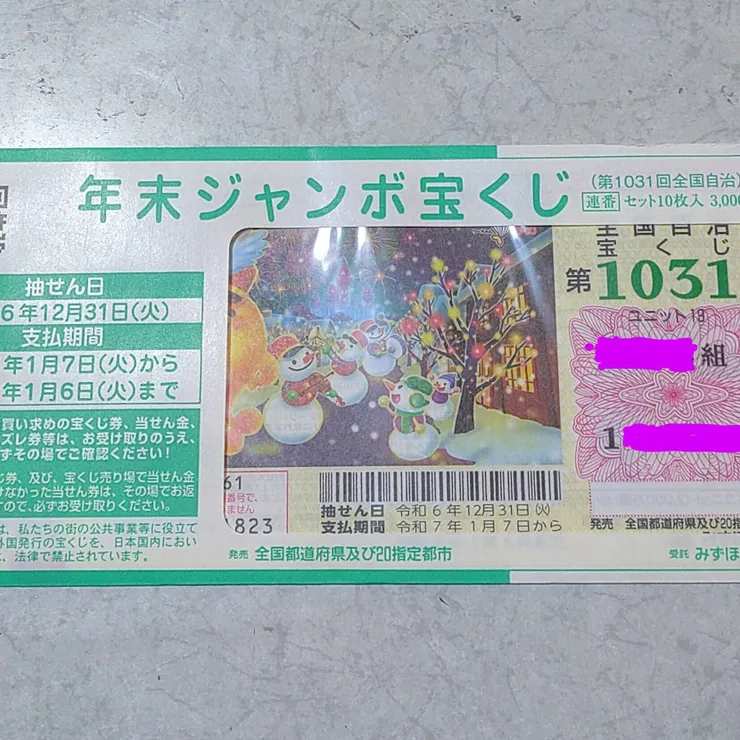 年末ジャンボ宝くじ
(第1031回全国自治
連番 セット10枚入 3,000
抽せん日
6年12月31日(火)
支払期間
年1月7日(火)から
年1月6日(火)まで
買い求めの宝くじ券、当せん金、
ズレ券等は、お受け取りのうえ、
ずその場でご確認ください!
じ券、及び、宝くじ売り場で当せん金
けなかった当せん券は、その場でお返
すので、必ずお受け取りください。
は、私たちの街の公共事業等に役立て
外国発行の宝くじを、日本国内におい
、法律で禁止されています。
全国自治
宝くじ
第1031
ユニット19
組
1
61
番号で、
ません
1823
抽せん日 令和6年12月31日(火)
支払期間 令和7年1月7日から
発売 全国都道府県及び20指
発売 全国都道府県及び20指定都市
受託 みずほ